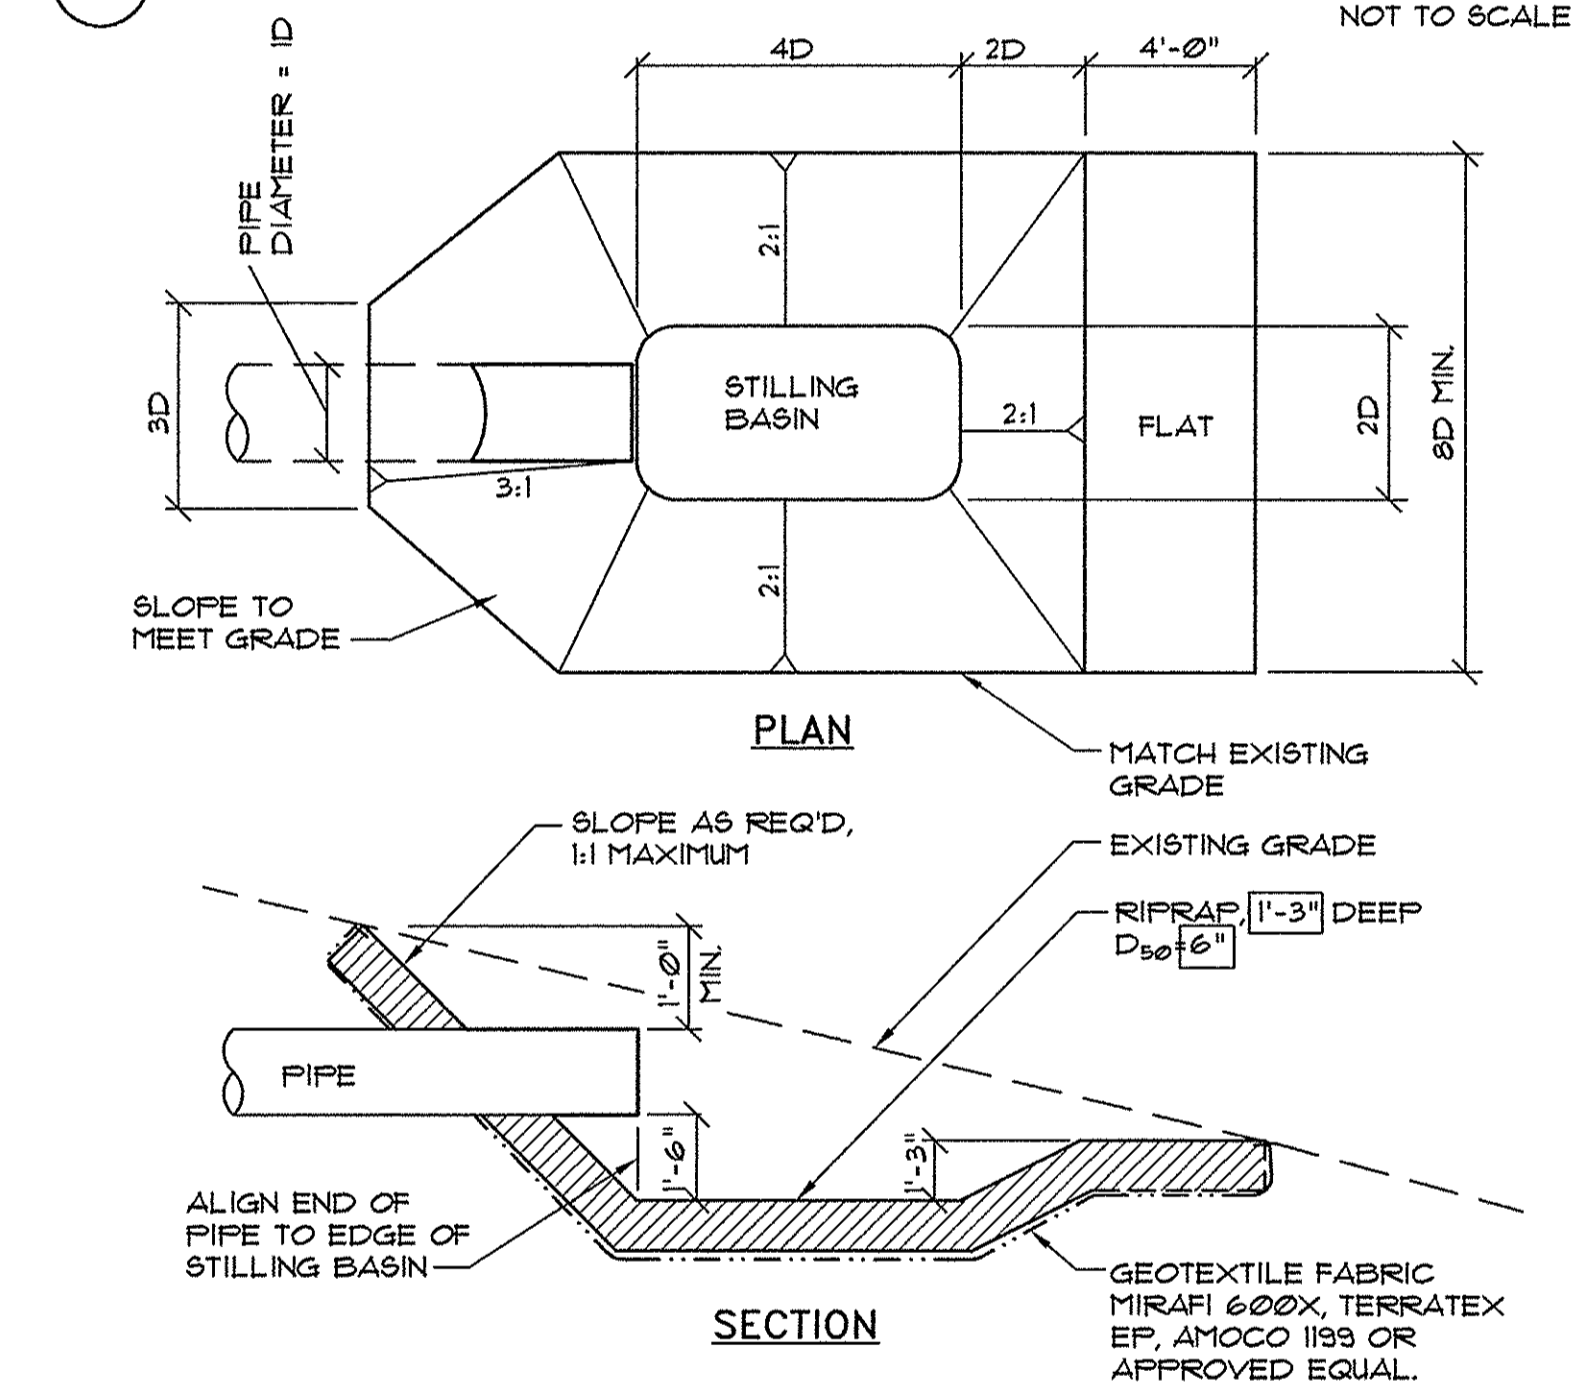 NOT TO SCALE
4D
2D
4'-0"
PIPE
DIAMETER = ID
2:1
3D
STILLING
BASIN
2:1
FLAT
2D
8D MIN.
3:1
2:1
SLOPE TO
MEET GRADE
PLAN
MATCH EXISTING
GRADE
SLOPE AS REQ'D,
1:1 MAXIMUM
EXISTING GRADE
RIPRAP, 1'-3" DEEP
D50=6"
1'-0"
MIN.
PIPE
1'-6"
1'-3"
ALIGN END OF
PIPE TO EDGE OF
STILLING BASIN
GEOTEXTILE FABRIC
MIRAFI 600X, TERRATEX
EP, AMOCO 1199 OR
APPROVED EQUAL.
SECTION